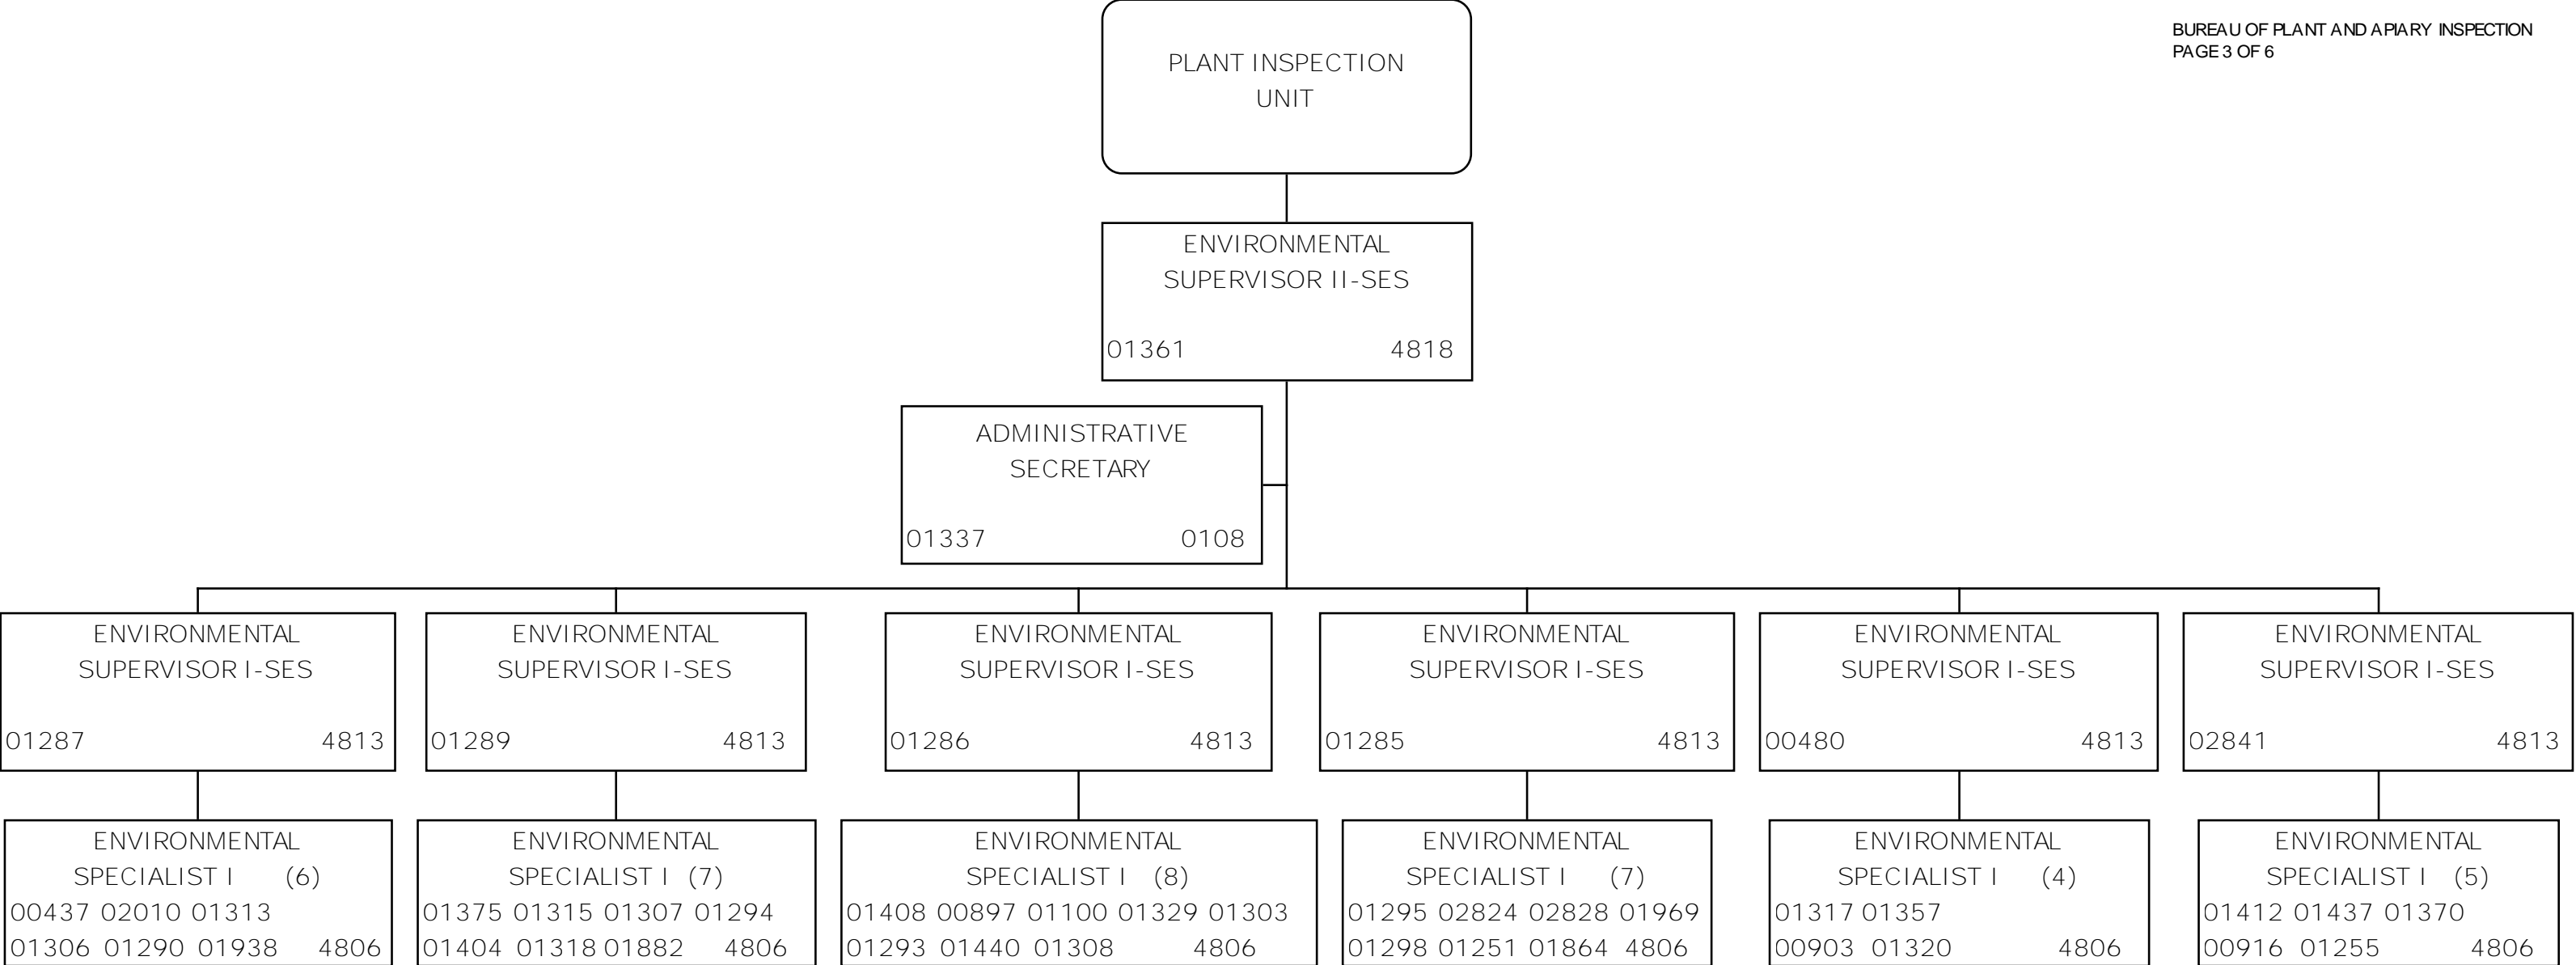 BUREAU OF PLANT AND APIARY INSPECTION
PAGE 3 OF 6
PLANT INSPECTION
UNIT
ENVIRONMENTAL
SUPERVISOR II-SES
01361 4818
ADMINISTRATIVE
SECRETARY
01337 0108
ENVIRONMENTAL
SUPERVISOR I-SES
01287 4813
ENVIRONMENTAL
SUPERVISOR I-SES
01289 4813
ENVIRONMENTAL
SUPERVISOR I-SES
01286 4813
ENVIRONMENTAL
SUPERVISOR I-SES
01285 4813
ENVIRONMENTAL
SUPERVISOR I-SES
00480 4813
ENVIRONMENTAL
SUPERVISOR I-SES
02841 4813
ENVIRONMENTAL
SPECIALIST I (6)
00437 02010 01313
01306 01290 01938 4806
ENVIRONMENTAL
SPECIALIST I (7)
01375 01315 01307 01294
01404 01318 01882 4806
ENVIRONMENTAL
SPECIALIST I (8)
01408 00897 01100 01329 01303
01293 01440 01308 4806
ENVIRONMENTAL
SPECIALIST I (7)
01295 02824 02828 01969
01298 01251 01864 4806
ENVIRONMENTAL
SPECIALIST I (4)
01317 01357
00903 01320 4806
ENVIRONMENTAL
SPECIALIST I (5)
01412 01437 01370
00916 01255 4806